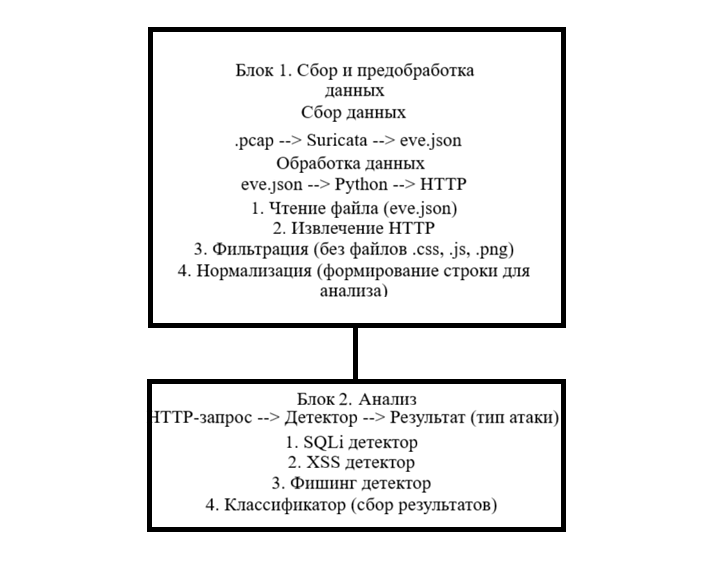 Блок 1. Сбор и предобработка
данных
Сбор данных
.pcap --> Suricata --> eve.json
Обработка данных
eve.json --> Python --> HTTP
1. Чтение файла (eve.json)
2. Извлечение HTTP
3. Фильтрация (без файлов .css, .js, .png)
4. Нормализация (формирование строки для
анализа)
Блок 2. Анализ
HTTP-запрос --> Детектор --> Результат (тип атаки)
1. SQLi детектор
2. XSS детектор
3. Фишинг детектор
4. Классификатор (сбор результатов)